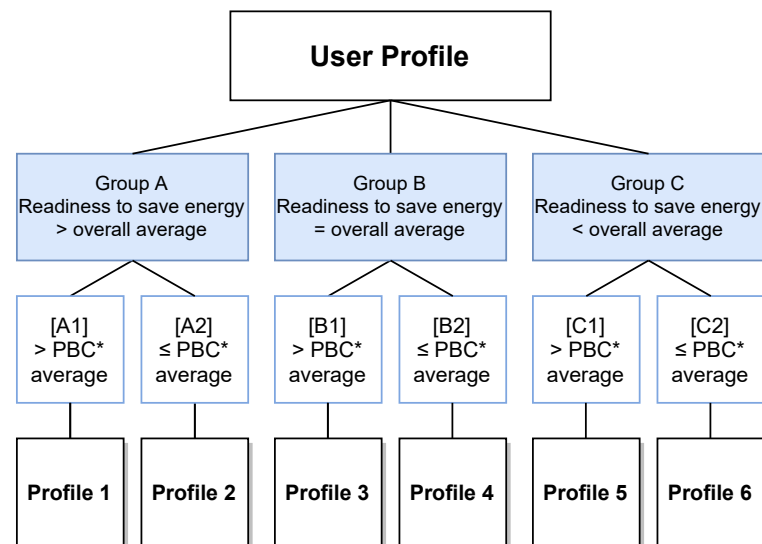 User Profile
Group A
Readiness to save energy
> overall average
Group B
Readiness to save energy
= overall average
Group C
Readiness to save energy
< overall average
[A1]
> PBC*
average
[A2]
≤ PBC*
average
[B1]
> PBC*
average
[B2]
≤ PBC*
average
[C1]
> PBC*
average
[C2]
≤ PBC*
average
Profile 1
Profile 2
Profile 3
Profile 4
Profile 5
Profile 6